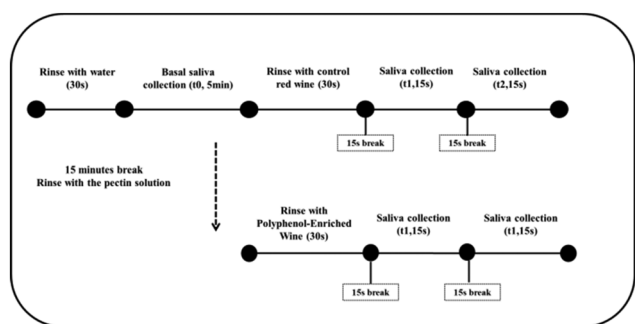 Rinse with water
(30s)
Basal saliva
collection (t0, 5min)
Rinse with control
red wine (30s)
Saliva collection
(t1,15s)
Saliva collection
(t2,15s)
15s break
15s break
15 minutes break
Rinse with the pectin solution
Rinse with
Polyphenol-Enriched
Wine (30s)
Saliva collection
(t1,15s)
Saliva collection
(t1,15s)
15s break
15s break